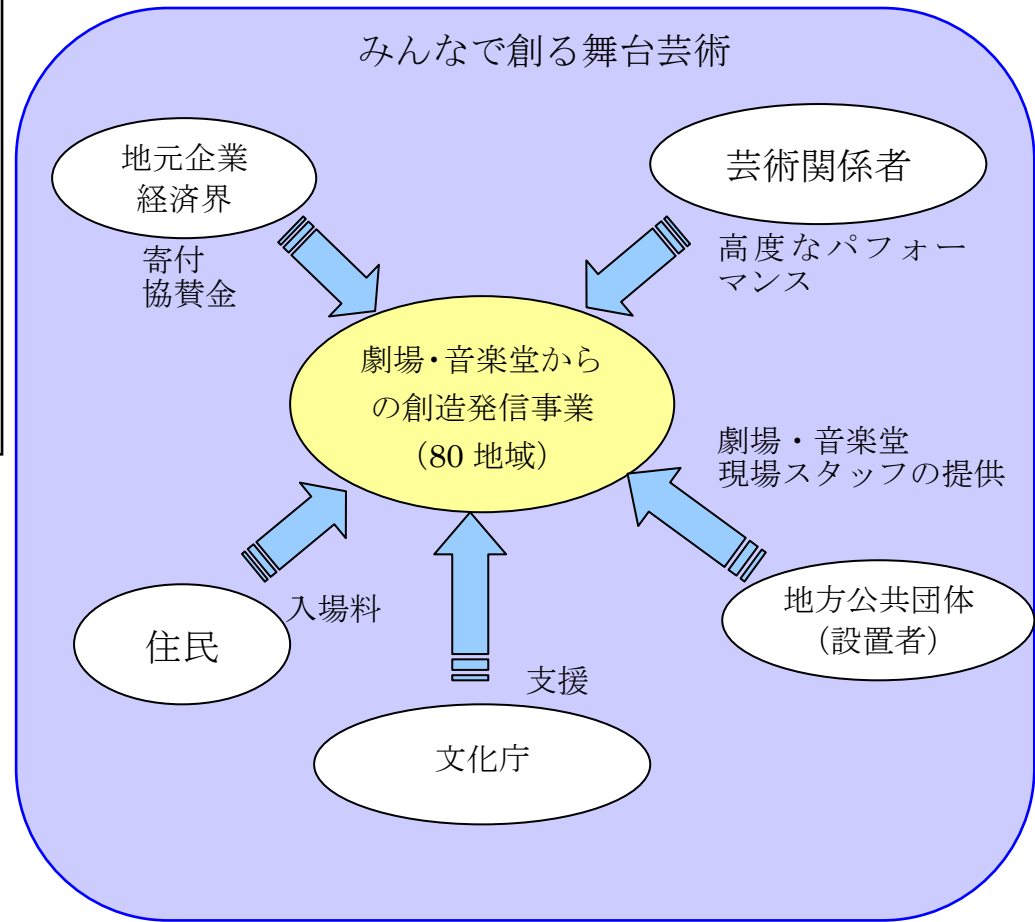 みんなで創る舞台芸術
地元企業
経済界
芸術関係者
寄付
協賛金
高度なパフォー
マンス
劇場・音楽堂から
の創造発信事業
（80 地域）
劇場・音楽堂
現場スタッフの提供
入場料
住民
地方公共団体
（設置者）
支援
文化庁